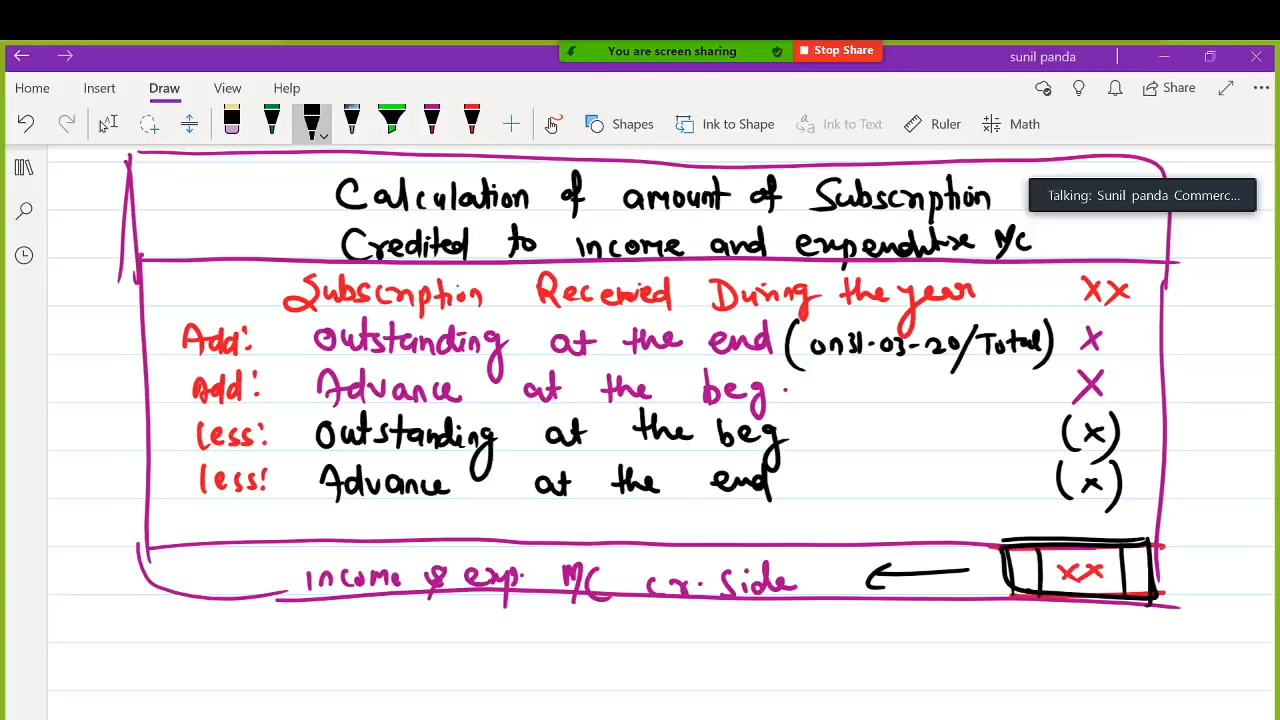 You are screen sharing
Stop Share
sunil panda
Home Insert Draw View Help
Share
Shapes Ink to Shape Ink to Text Ruler Math
Talking: Sunil panda Commerc...
Calculation of amount of Subscription
Credited to income and expenditure A/C
Subscription Received During the year xx
Add: Outstanding at the end (on 31-03-20/Total) x
Add: Advance at the beg. x
less: Outstanding at the beg (x)
less: Advance at the end (x)
income & exp. A/C cr. side ← xx